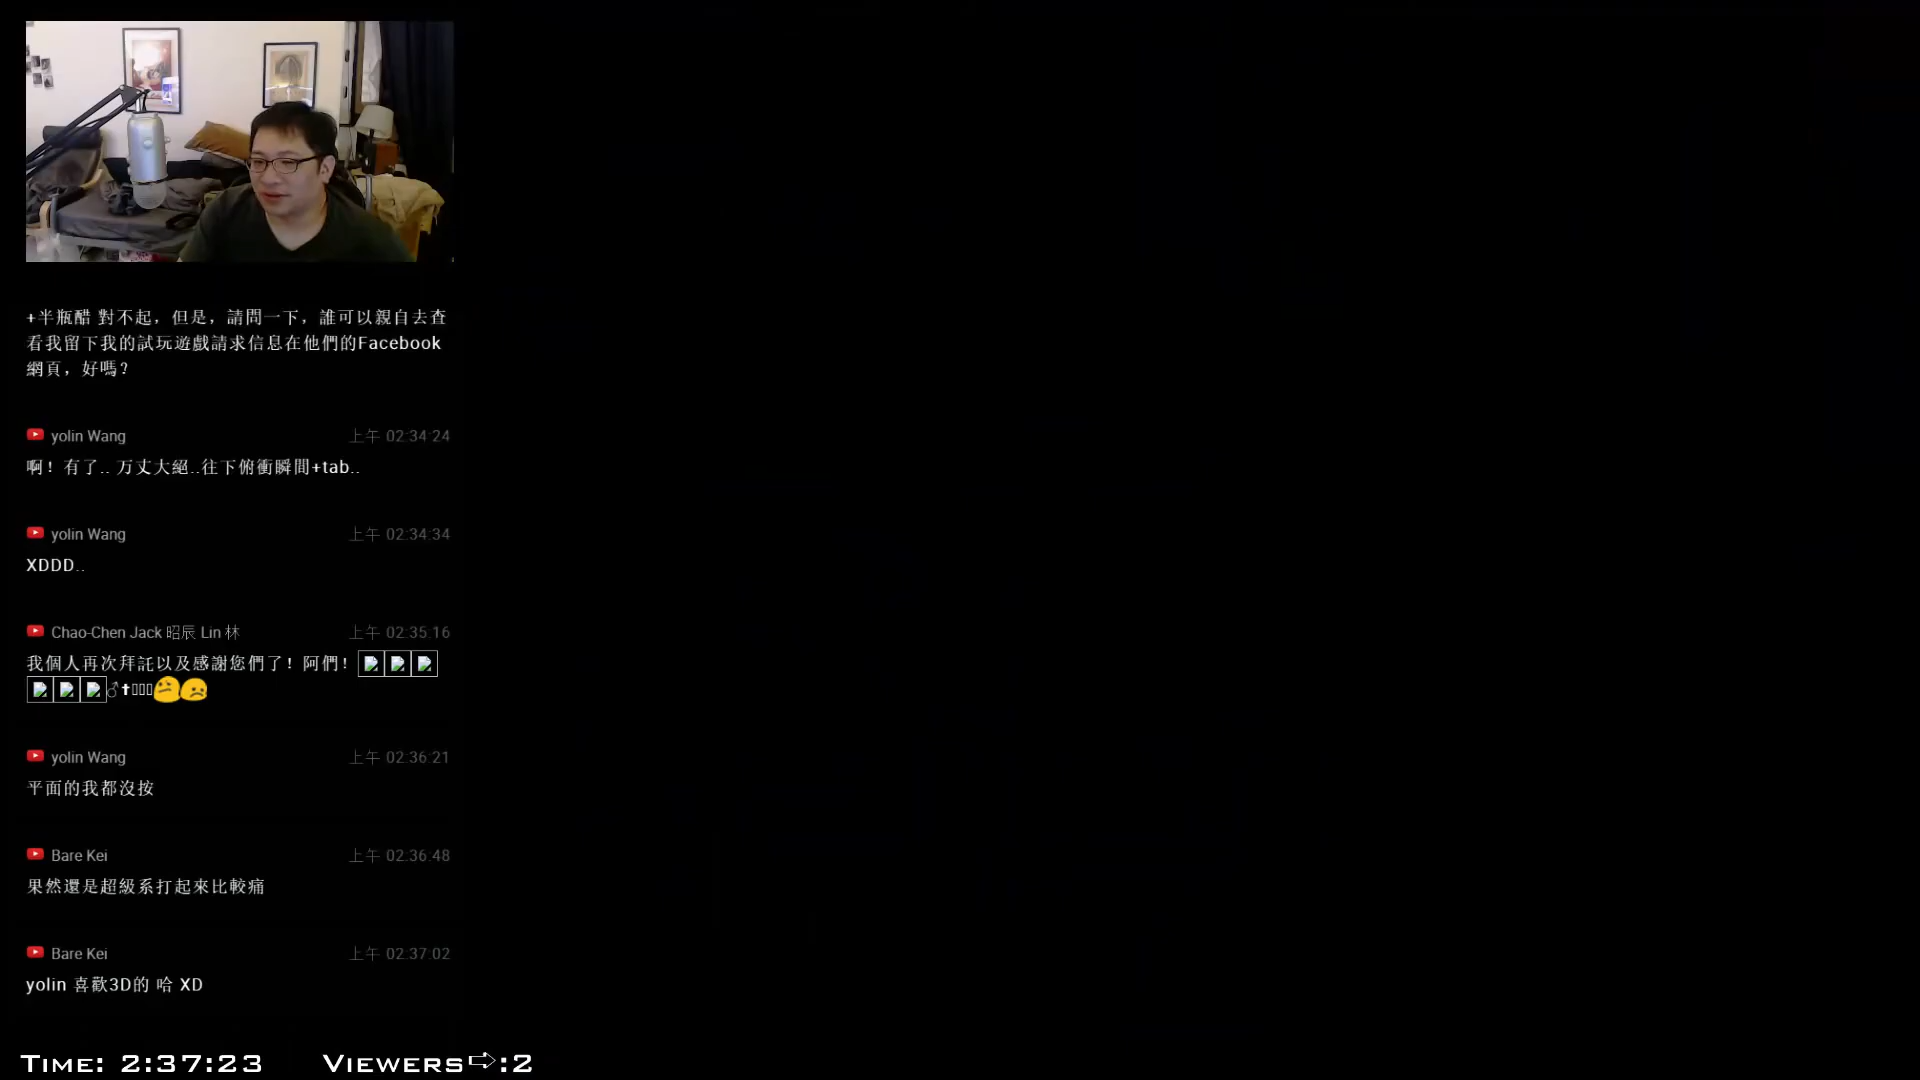 +半瓶醋 對不起，但是，請問一下，誰可以親自去查
看我留下我的試玩遊戲請求信息在他們的Facebook
網頁，好嗎？
yolin Wang 上午 02:34:24
啊！有了.. 万丈大絕..往下俯衝瞬間+tab..
yolin Wang 上午 02:34:34
XDDD..
Chao-Chen Jack 昭辰 Lin 林 上午 02:35:16
我個人再次拜託以及感謝您們了！阿們！
♂✝
yolin Wang 上午 02:36:21
平面的我都沒按
Bare Kei 上午 02:36:48
果然還是超級系打起來比較痛
Bare Kei 上午 02:37:02
yolin 喜歡3D的 哈 XD
TIME: 2:37:23 VIEWERS➩:2